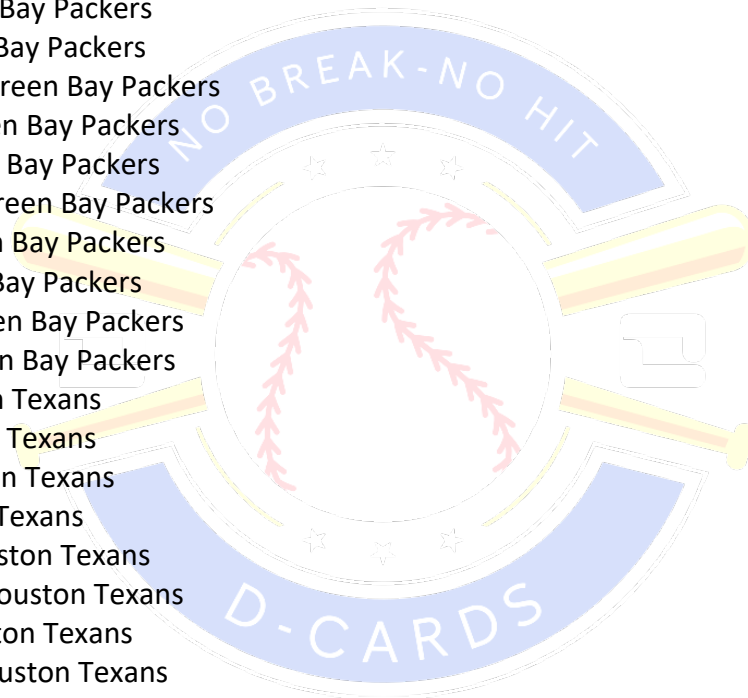 Bay Packers
Bay Packers
reen Bay Packers
en Bay Packers
Bay Packers
reen Bay Packers
n Bay Packers
Bay Packers
en Bay Packers
n Bay Packers
n Texans
Texans
n Texans
Texans
ston Texans
ouston Texans
ton Texans
uston Texans
NO BREAK-NO HIT
D-CARDS